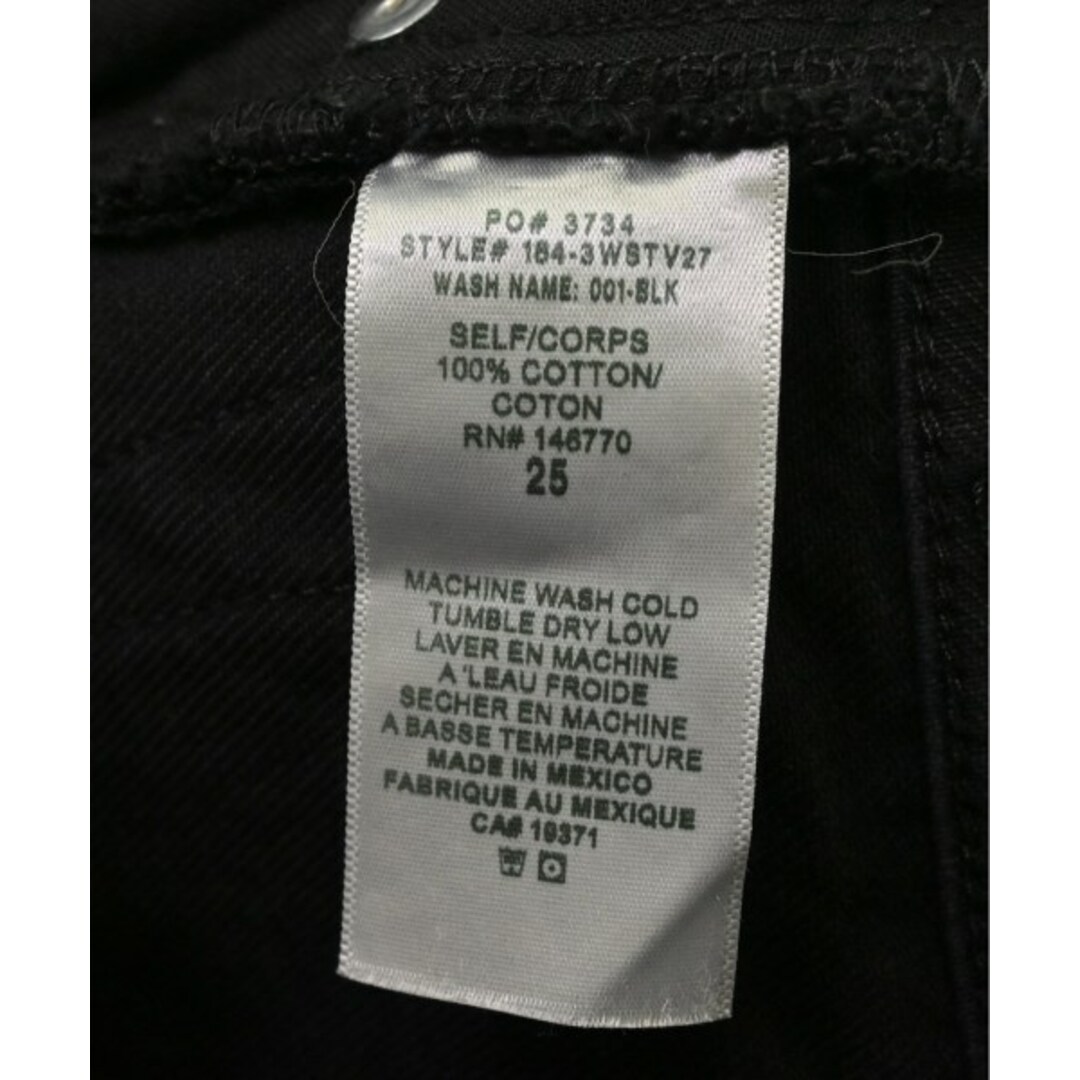 PO# 3734
STYLE# 184-3WSTV27
WASH NAME: 001-BLK
SELF/CORPS
100% COTTON/
COTON
RN# 146770
25
MACHINE WASH COLD
TUMBLE DRY LOW
LAVER EN MACHINE
A 'LEAU FROIDE
SECHER EN MACHINE
A BASSE TEMPERATURE
MADE IN MEXICO
FABRIQUE AU MEXIQUE
CA# 19371